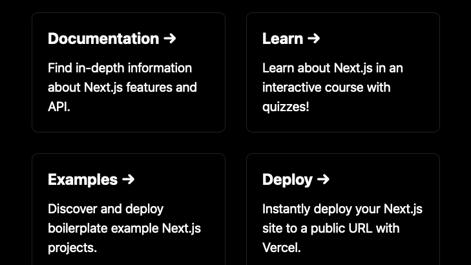 Documentation →
Find in-depth information
about Next.js features and
API.
Learn →
Learn about Next.js in an
interactive course with
quizzes!
Examples →
Discover and deploy
boilerplate example Next.js
projects.
Deploy →
Instantly deploy your Next.js
site to a public URL with
Vercel.